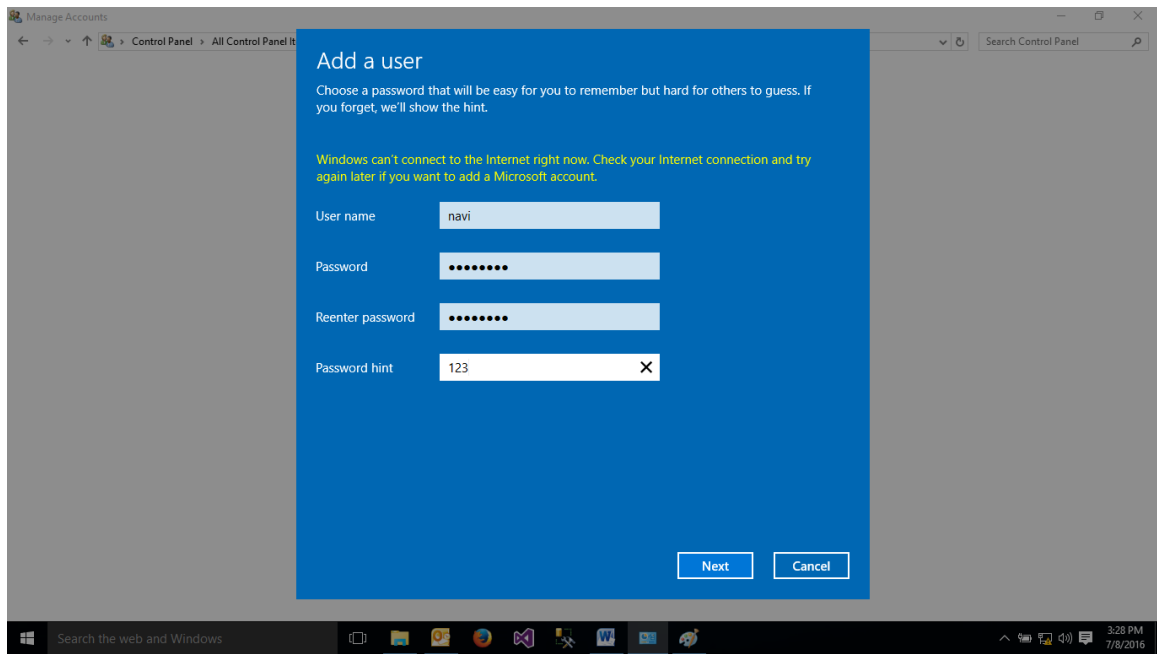 Manage Accounts
Control Panel > All Control Panel It
Search Control Panel
Add a user
Choose a password that will be easy for you to remember but hard for others to guess. If
you forget, we'll show the hint.
Windows can't connect to the Internet right now. Check your Internet connection and try
again later if you want to add a Microsoft account.
User name navi
Password ••••••••
Reenter password ••••••••
Password hint 123
Next Cancel
Search the web and Windows
3:28 PM
7/8/2016